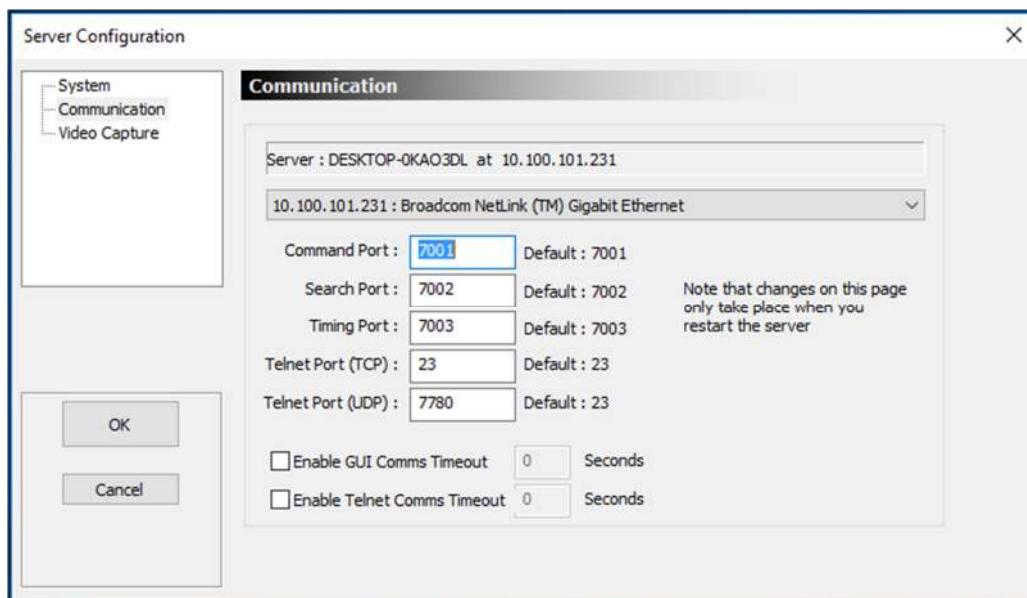 Server Configuration
System
Communication
Video Capture
OK
Cancel
Communication
Server : DESKTOP-0KAO3DL at 10.100.101.231
10.100.101.231 : Broadcom NetLink (TM) Gigabit Ethernet
Command Port : 7001 Default : 7001
Search Port : 7002 Default : 7002
Timing Port : 7003 Default : 7003
Telnet Port (TCP) : 23 Default : 23
Telnet Port (UDP) : 7780 Default : 23
Note that changes on this page
only take place when you
restart the server
Enable GUI Comms Timeout 0 Seconds
Enable Telnet Comms Timeout 0 Seconds